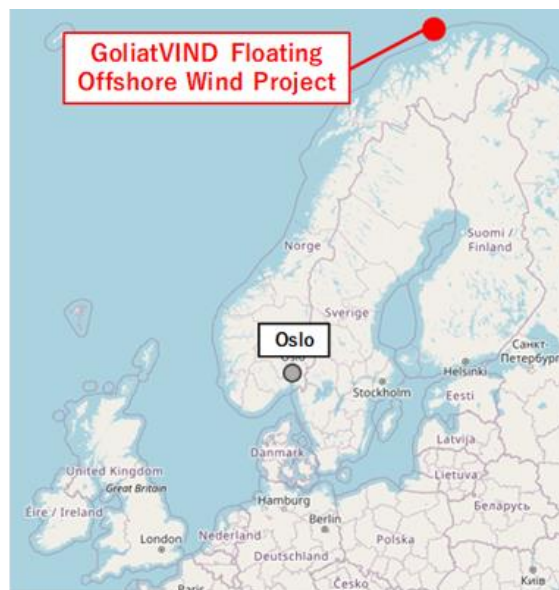 GoliatVIND Floating
Offshore Wind Project
Norge
Suomi /
Finland
Sverige
Oslo
Санкт-
Петербург
Helsinki
Stockholm
Eesti
Latvija
Danmark
Lietuva
United Kingdom
Great Britain
Беларусь
Éire / Ireland
Hamburg
Berlin
Nederland
Polska
London
Deutschland
Київ
Česko
Paris